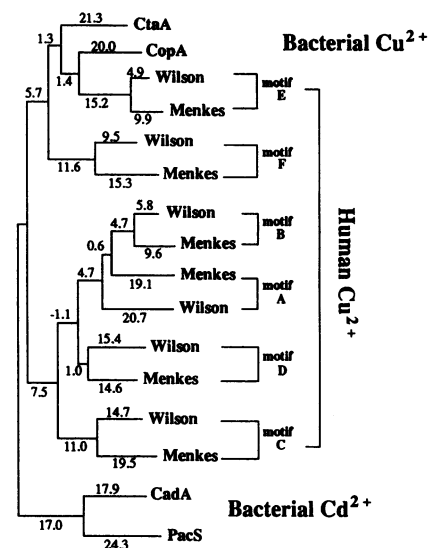 21.3 CtaA
1.3
Bacterial Cu2+
20.0 CopA
1.4
4.9 Wilson
motif
E
5.7
15.2
9.9 Menkes
9.5 Wilson
motif
F
11.6
15.3 Menkes
5.8 Wilson
4.7
motif
B
0.6
9.6 Menkes
4.7
19.1 Menkes
motif
A
20.7 Wilson
Human Cu2+
-1.1
15.4 Wilson
motif
D
1.0
14.6 Menkes
7.5
14.7 Wilson
motif
C
11.0
19.5 Menkes
17.9 CadA
Bacterial Cd2+
17.0
24.3 PacS